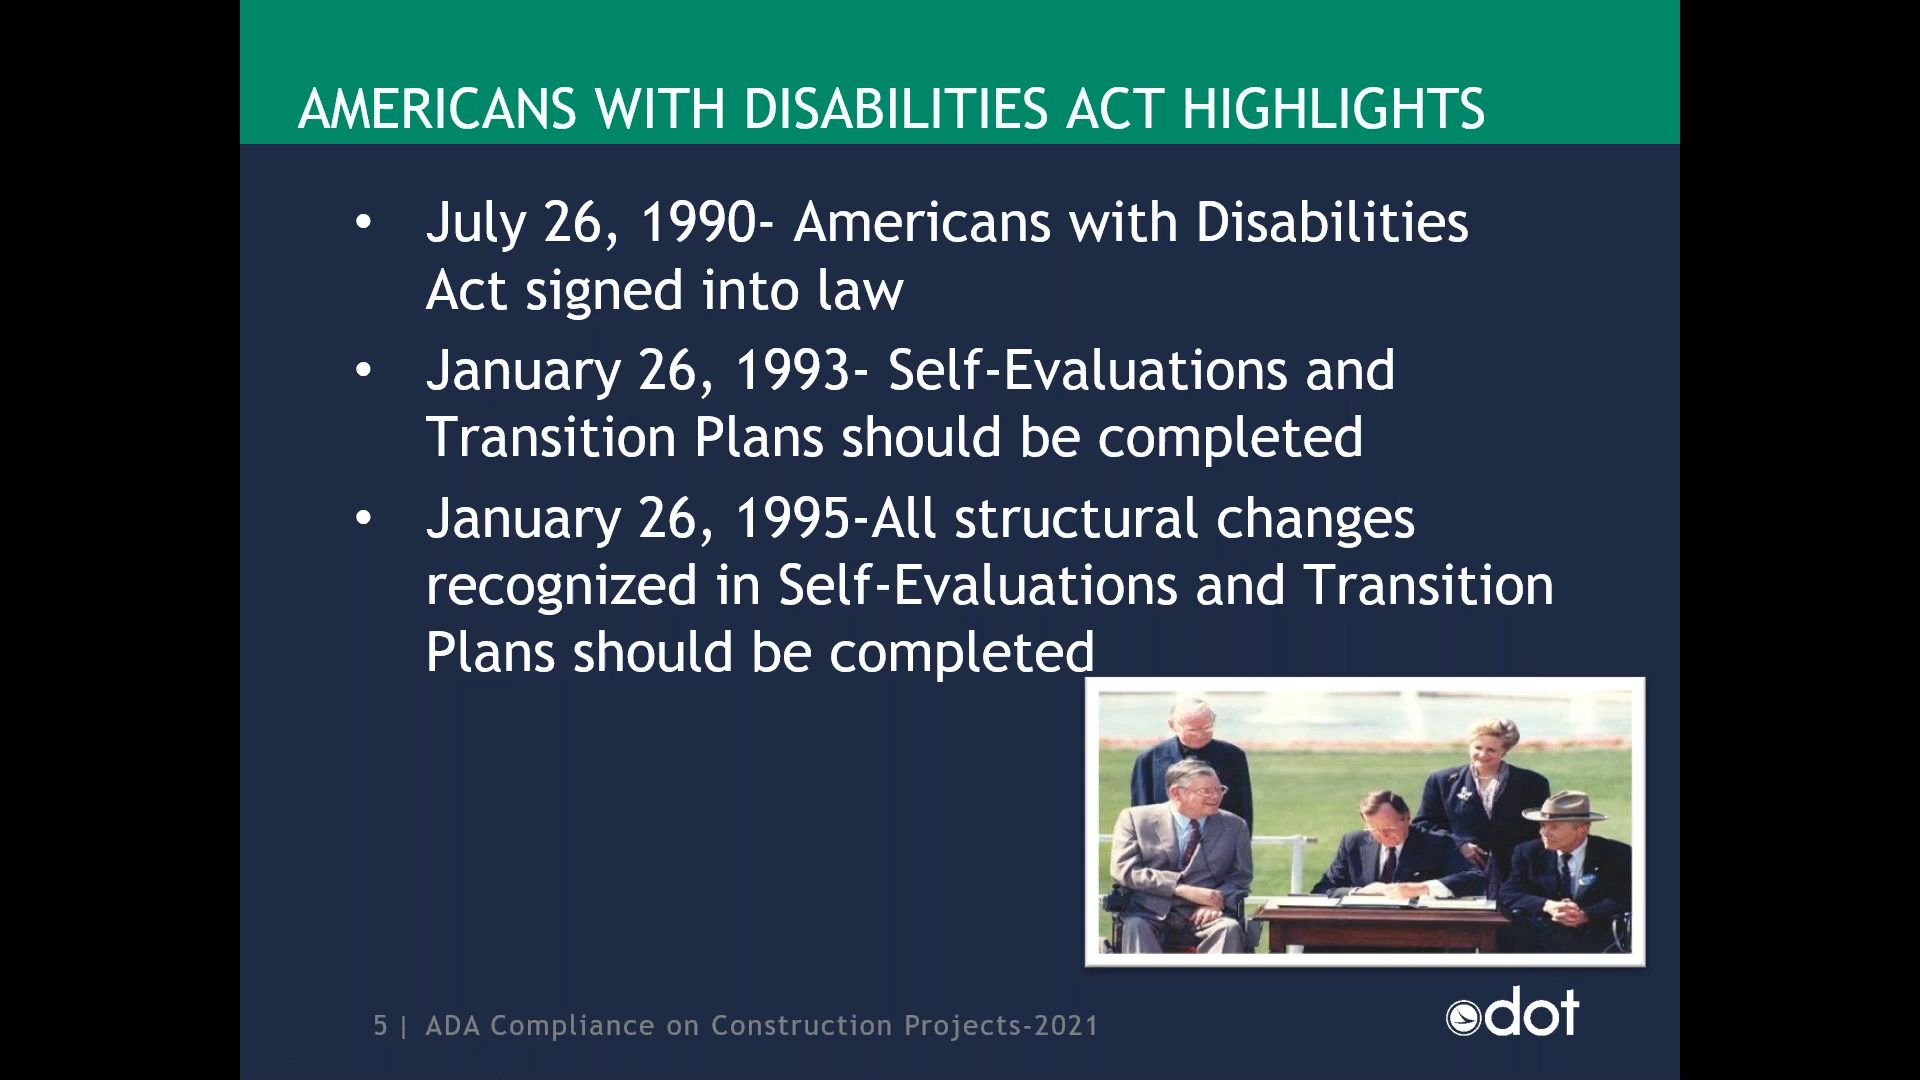 AMERICANS WITH DISABILITIES ACT HIGHLIGHTS
• July 26, 1990- Americans with Disabilities
Act signed into law
• January 26, 1993- Self-Evaluations and
Transition Plans should be completed
• January 26, 1995-All structural changes
recognized in Self-Evaluations and Transition
Plans should be completed
5 | ADA Compliance on Construction Projects-2021
odot